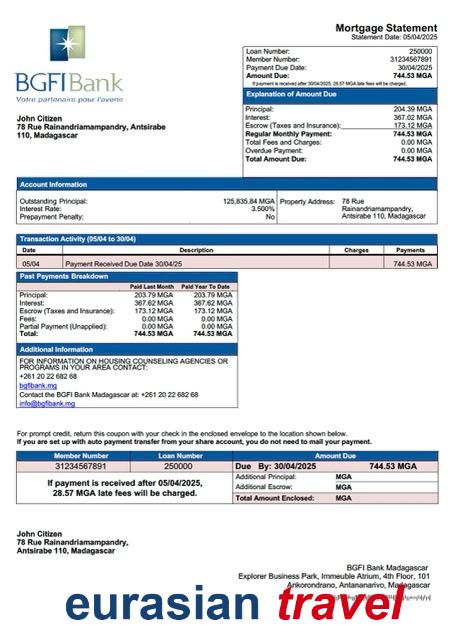 Mortgage Statement
Statement Date: 05/04/2025
Loan Number: 250000
Member Number: 31234567891
Payment Due Date: 30/04/2025
Amount Due: 744.53 MGA
If payment is received after 30/04/2025, 28.57 MGA late fees will be charged.
BGFIBank
Votre partenaire pour l'avenir
John Citizen
78 Rue Rainandriamampandry, Antsirabe
110, Madagascar
Explanation of Amount Due
Principal: 204.39 MGA
Interest: 367.02 MGA
Escrow (Taxes and Insurance): 173.12 MGA
Regular Monthly Payment: 744.53 MGA
Total Fees and Charges: 0.00 MGA
Overdue Payment: 0.00 MGA
Total Amount Due: 744.53 MGA
Account Information
Outstanding Principal: 125,835.84 MGA
Interest Rate: 3.500%
Prepayment Penalty: No
Property Address: 78 Rue
Rainandriamampandry,
Antsirabe 110, Madagascar
Transaction Activity (05/04 to 30/04)
Date Description Charges Payments
05/04 Payment Received Due Date 30/04/25 744.53 MGA
Past Payments Breakdown
Paid Last Month Paid Year To Date
Principal: 203.79 MGA 203.79 MGA
Interest: 367.62 MGA 367.62 MGA
Escrow (Taxes and Insurance): 173.12 MGA 173.12 MGA
Fees: 0.00 MGA 0.00 MGA
Partial Payment (Unapplied): 0.00 MGA 0.00 MGA
Total: 744.53 MGA 744.53 MGA
Additional Information
FOR INFORMATION ON HOUSING COUNSELING AGENCIES OR
PROGRAMS IN YOUR AREA CONTACT:
+261 20 22 682 68
bgfibank.mg
Contact the BGFI Bank Madagascar at: +261 20 22 682 68
info@bgfibank.mg
For prompt credit, return this coupon with your check in the enclosed envelope to the location shown below.
If you are set up with auto payment transfer from your share account, you do not need to mail your payment.
Member Number Loan Number Amount Due
31234567891 250000 Due By: 30/04/2025 744.53 MGA
If payment is received after 05/04/2025,
28.57 MGA late fees will be charged.
Additional Principal: MGA
Additional Escrow: MGA
Total Amount Enclosed: MGA
John Citizen
78 Rue Rainandriamampandry,
Antsirabe 110, Madagascar
BGFI Bank Madagascar
Explorer Business Park, Immeuble Atrium, 4th Floor, 101
Ankorondrano, Antananarivo, Madagascar
eurasian travel